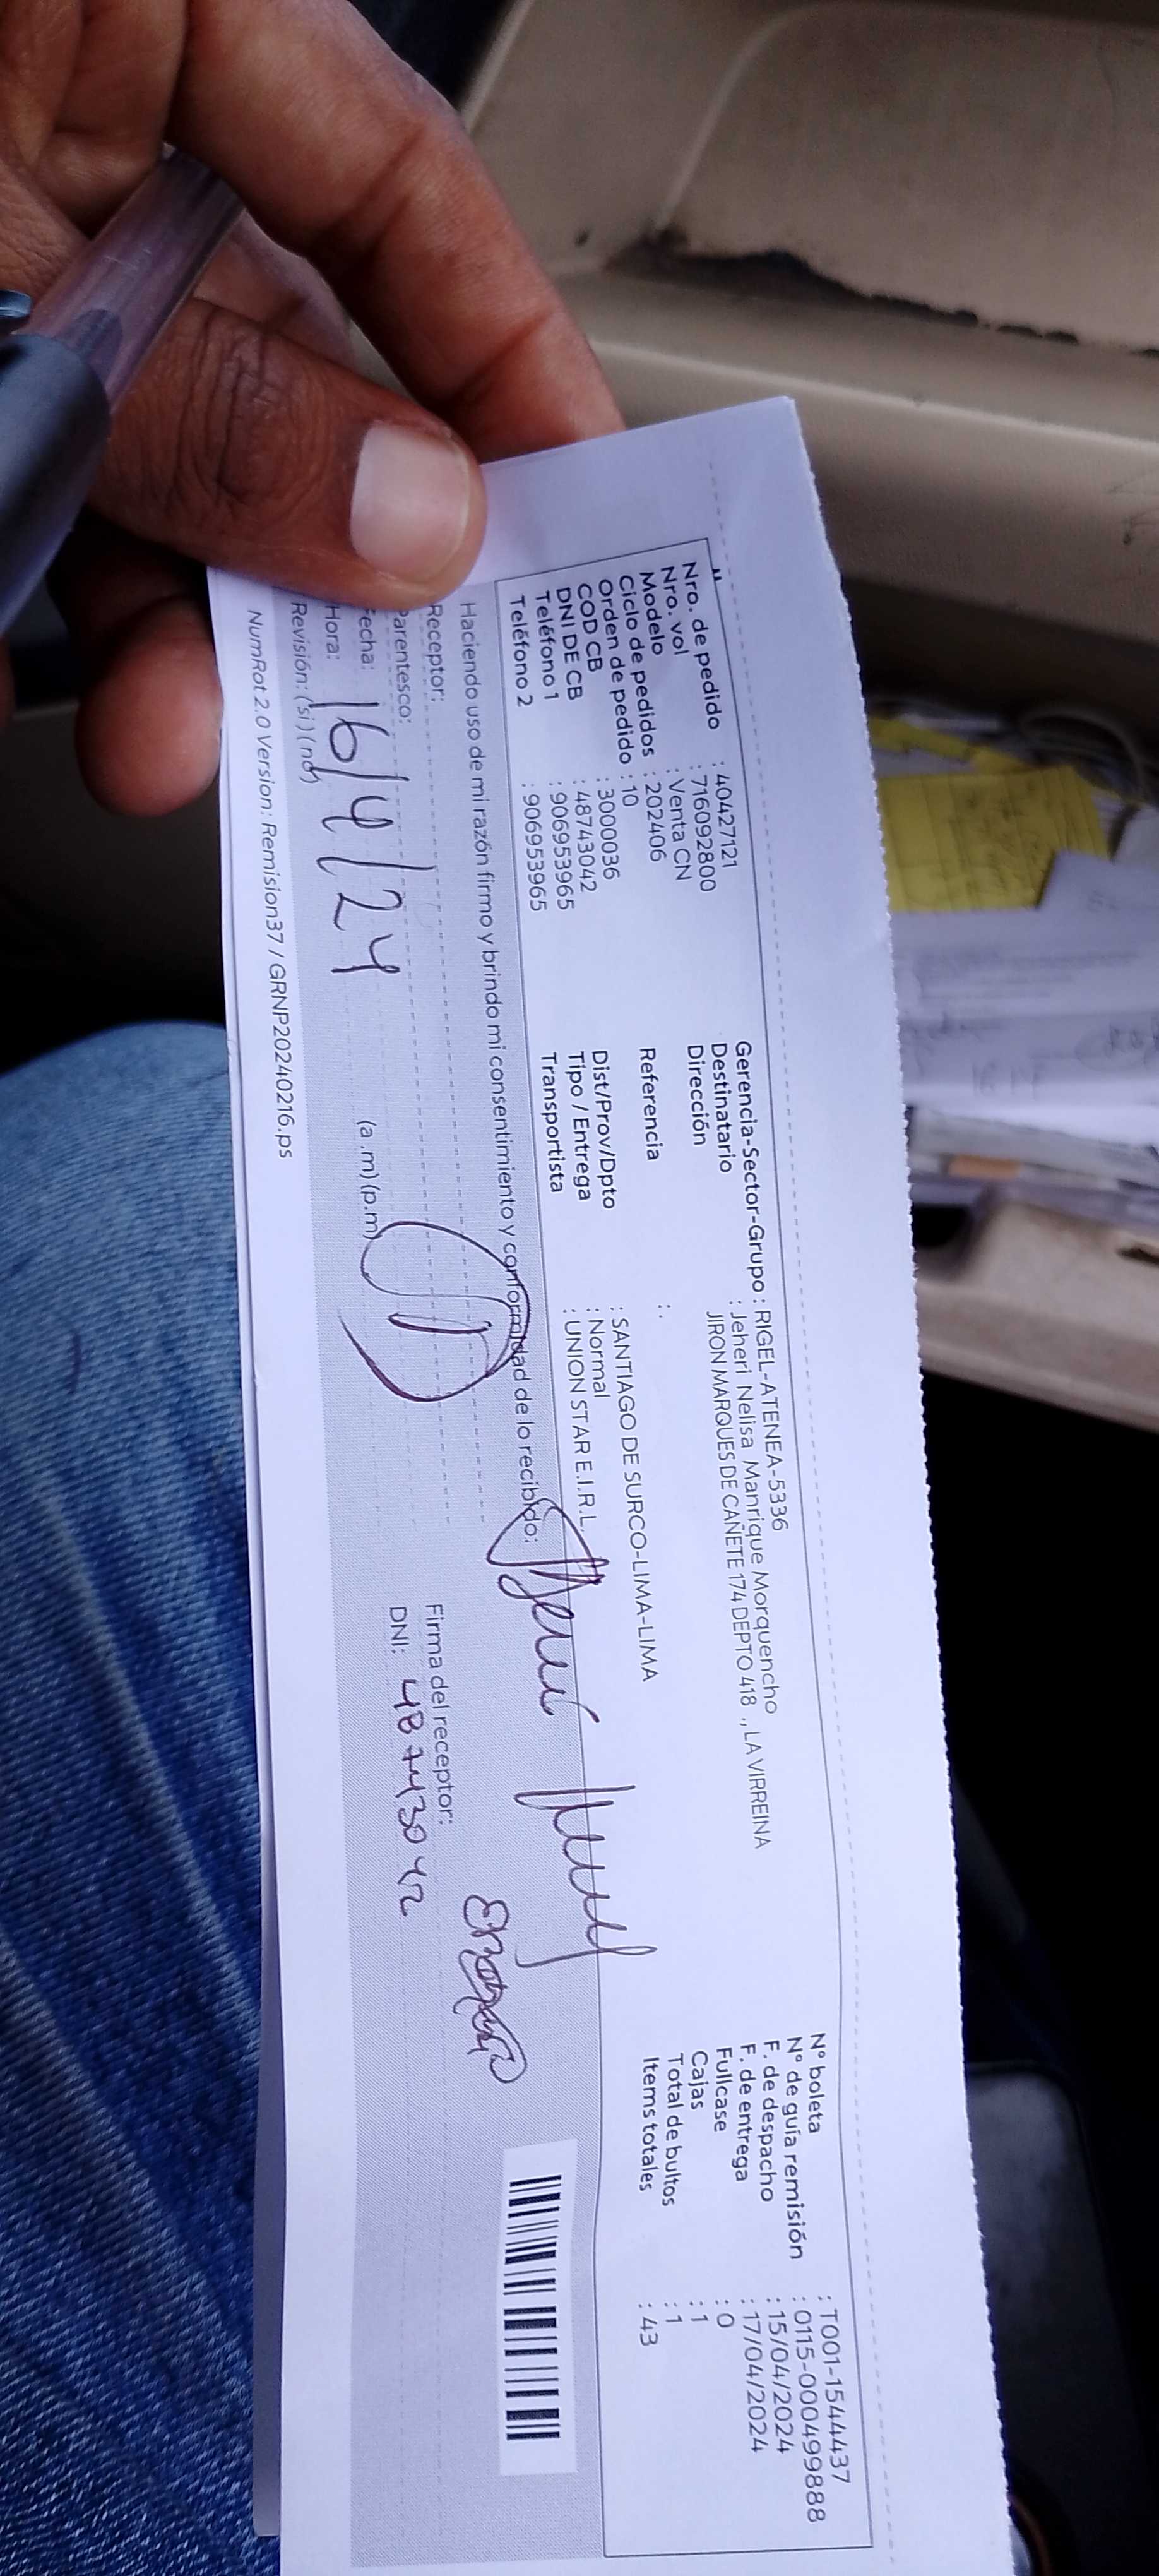 Nro. de pedido : 40427121
Nro. vol : 716092800
Modelo : Venta CN
Ciclo de pedidos : 202406
Orden de pedido : 10
COD CB : 3000036
DNI DE CB : 48743042
Teléfono 1 : 906953965
Teléfono 2 : 906953965
Gerencia-Sector-Grupo : RIGEL-ATENEA-5336
Destinatario : Jeheri Nelisa Manrique Morquencho
Dirección JIRON MARQUES DE CAÑETE 174 DEPTO 418 ., LA VIRREINA
Referencia :.
Dist/Prov/Dpto : SANTIAGO DE SURCO-LIMA-LIMA
Tipo / Entrega : Normal
Transportista : UNION STAR E.I.R.L.
N° boleta : T001-1544437
N° de guía remisión : 0115-000499888
F. de despacho : 15/04/2024
F. de entrega : 17/04/2024
Fullcase : 0
Cajas : 1
Total de bultos : 1
Items totales : 43
Haciendo uso de mi razón firmo y brindo mi consentimiento y conformidad de lo recibido:
Receptor:
Parentesco:
Fecha: 16/4/24
Hora: (a.m) (p.m)
Revisión: (si) (no)
Firma del receptor:
DNI: 48743042
NumRot 2.0 Version: Remision37 / GRNP20240216.ps